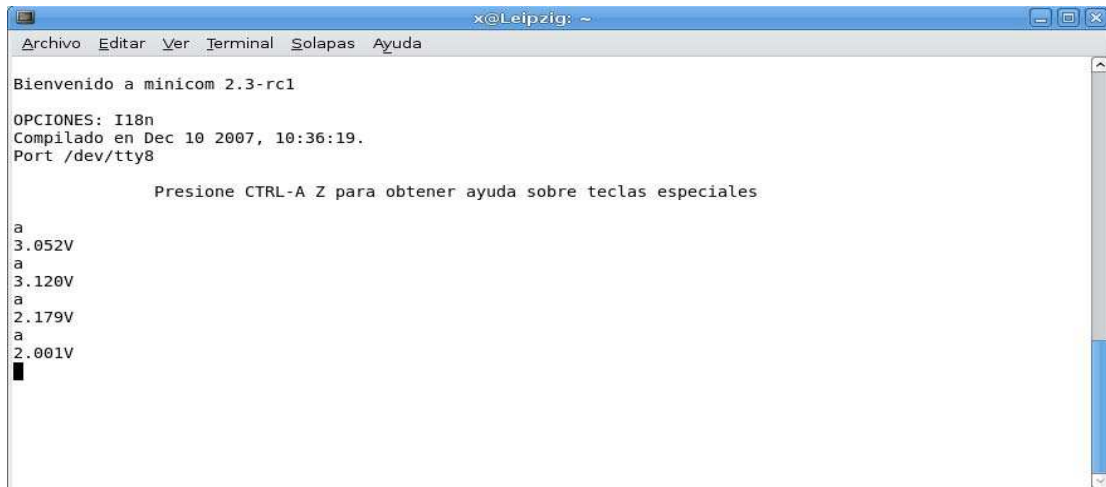 x@Leipzig: ~
Archivo Editar Ver Terminal Solapas Ayuda
Bienvenido a minicom 2.3-rc1
OPCIONES: I18n
Compilado en Dec 10 2007, 10:36:19.
Port /dev/tty8
Presione CTRL-A Z para obtener ayuda sobre teclas especiales
a
3.052V
a
3.120V
a
2.179V
a
2.001V